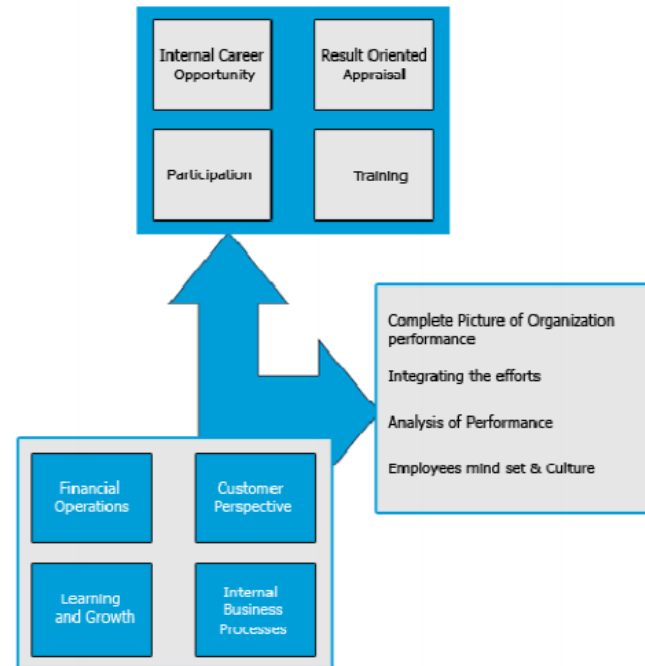 Internal Career
Opportunity
Result Oriented
Appraisal
Participation
Training
Complete Picture of Organization
performance
Integrating the efforts
Analysis of Performance
Employees mind set & Culture
Financial
Operations
Customer
Perspective
Learning
and Growth
Internal
Business
Processes